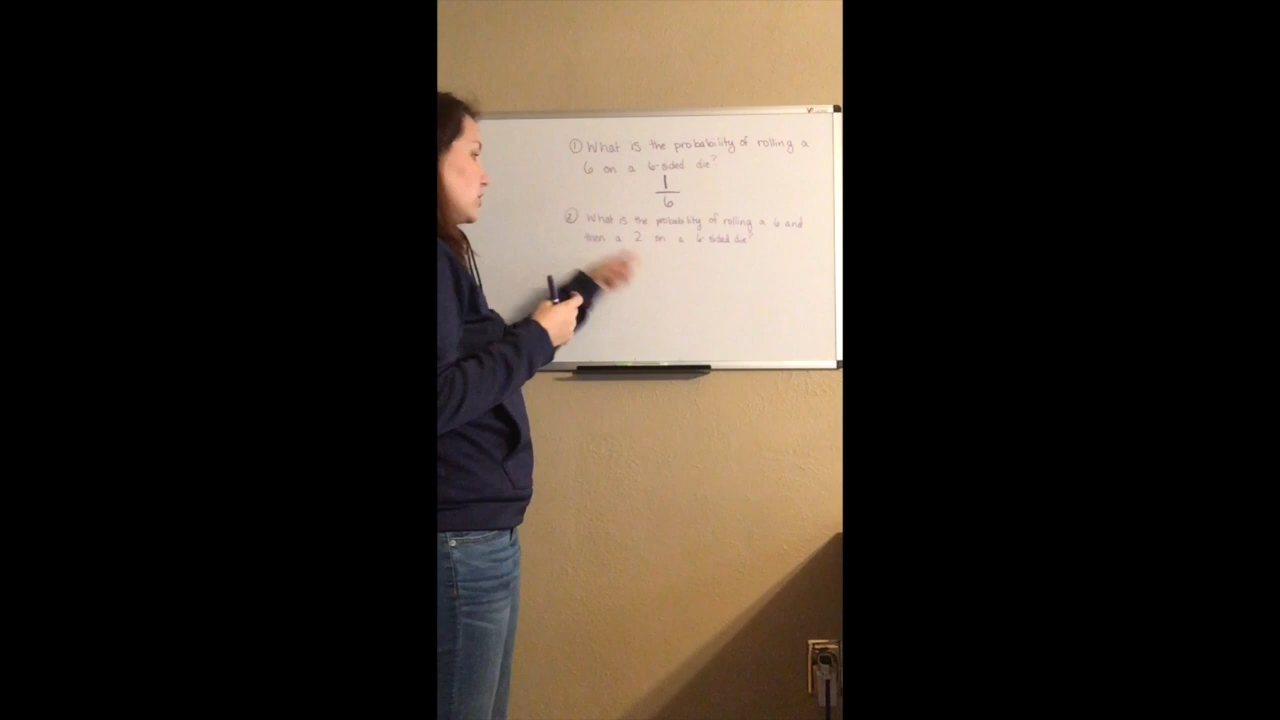 ① What is the probability of rolling a
6 on a 6-sided die?
1
6
② What is the probability of rolling a 6 and
then a 2 on a 6-sided die?